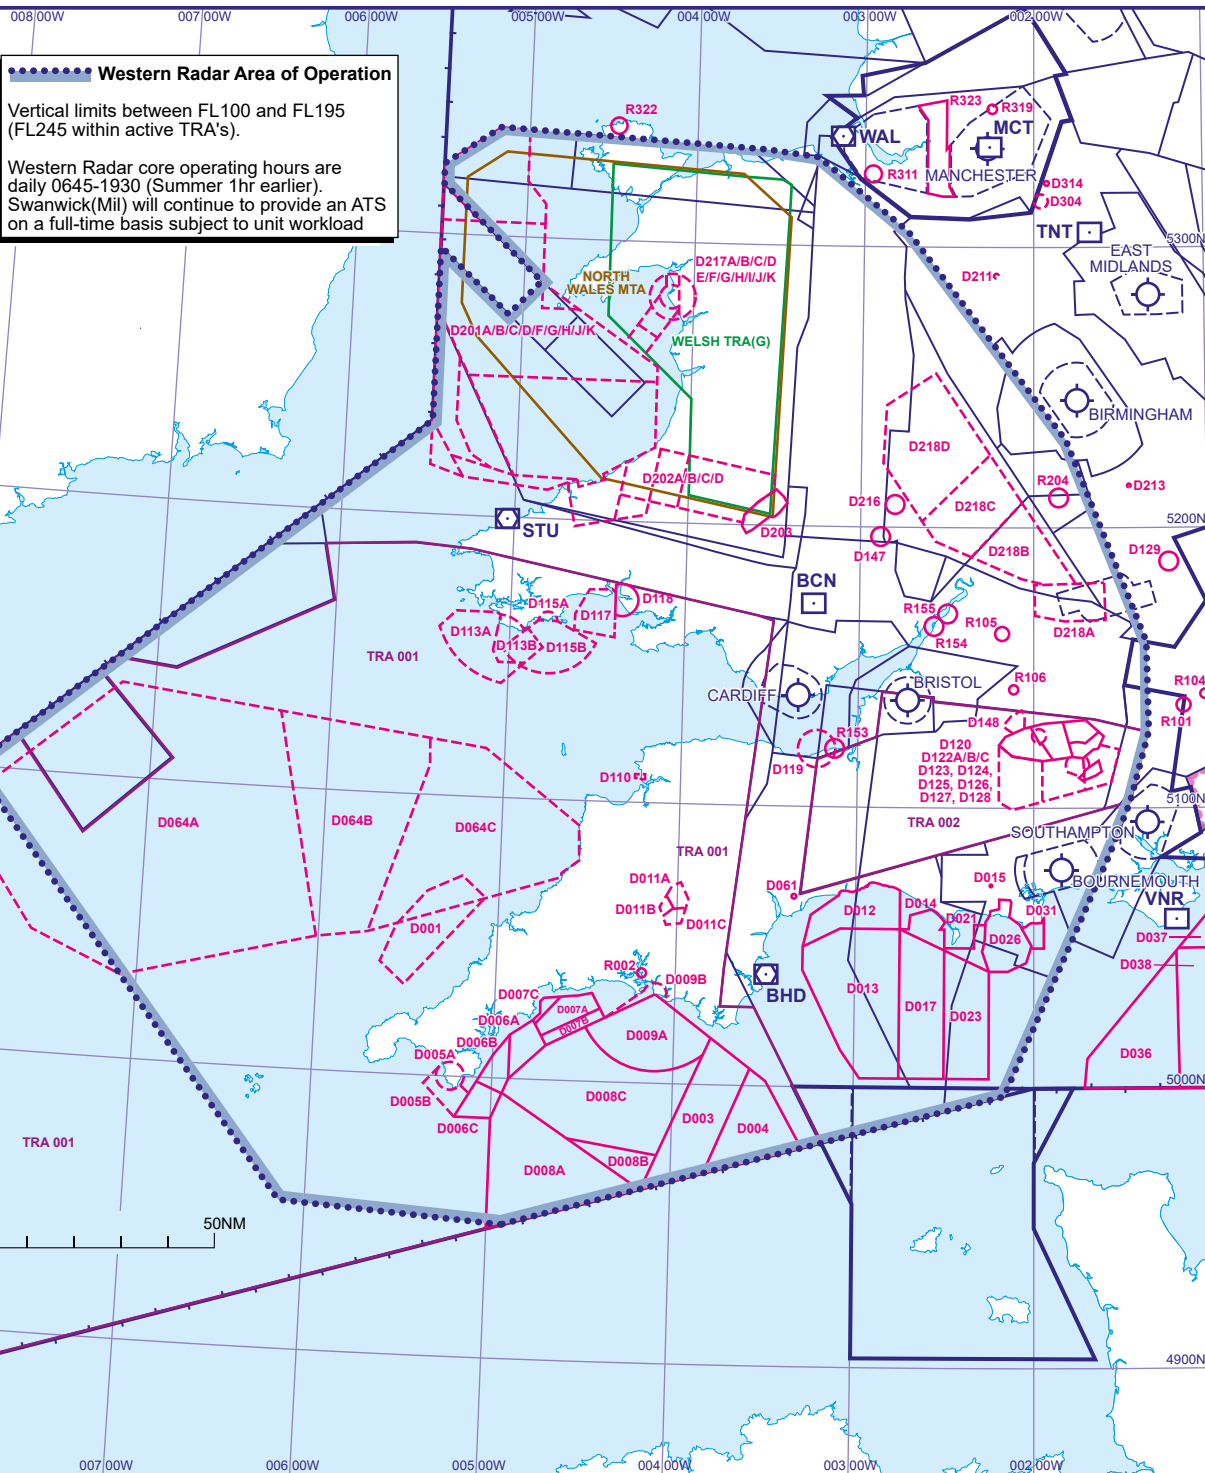 008 00W
007 00W
006 00W
005 00W
004 00W
003 00W
002 00W
Western Radar Area of Operation
Vertical limits between FL100 and FL195
(FL245 within active TRA's).
Western Radar core operating hours are
daily 0645-1930 (Summer 1hr earlier).
Swanwick(Mil) will continue to provide an ATS
on a full-time basis subject to unit workload
R322
R323
R319
MCT
WAL
R311
MANCHESTER
D314
D304
TNT
5300N
EAST
MIDLANDS
D211
D217A/B/C/D
E/F/G/H/I/J/K
NORTH
WALES MTA
D201A/B/C/D/F/G/H/J/K
WELSH TRA(G)
BIRMINGHAM
D218D
D202A/B/C/D
R204
D213
D216
D218C
STU
D203
5200N
D147
D218B
D129
BCN
D118
D115A
D117
R155
R105
D113A
D113B
D115B
R154
D218A
TRA 001
R106
R104
CARDIFF
BRISTOL
R101
D148
R153
D119
D120
D122A/B/C
D123, D124,
D125, D126,
D127, D128
D110
5100N
D064A
D064B
D064C
TRA 002
SOUTHAMPTON
TRA 001
D011A
D061
D015
BOURNEMOUTH
VNR
D011B
D011C
D012
D014
D021
D031
D001
D026
D037
D038
R002
D009B
BHD
D013
D007C
D007A
D007B
D006A
D017
D023
D006B
D009A
D005A
D036
5000N
D005B
D008C
D006C
D003
D004
TRA 001
D008B
D008A
50NM
4900N
007 00W
006 00W
005 00W
004 00W
003 00W
002 00W